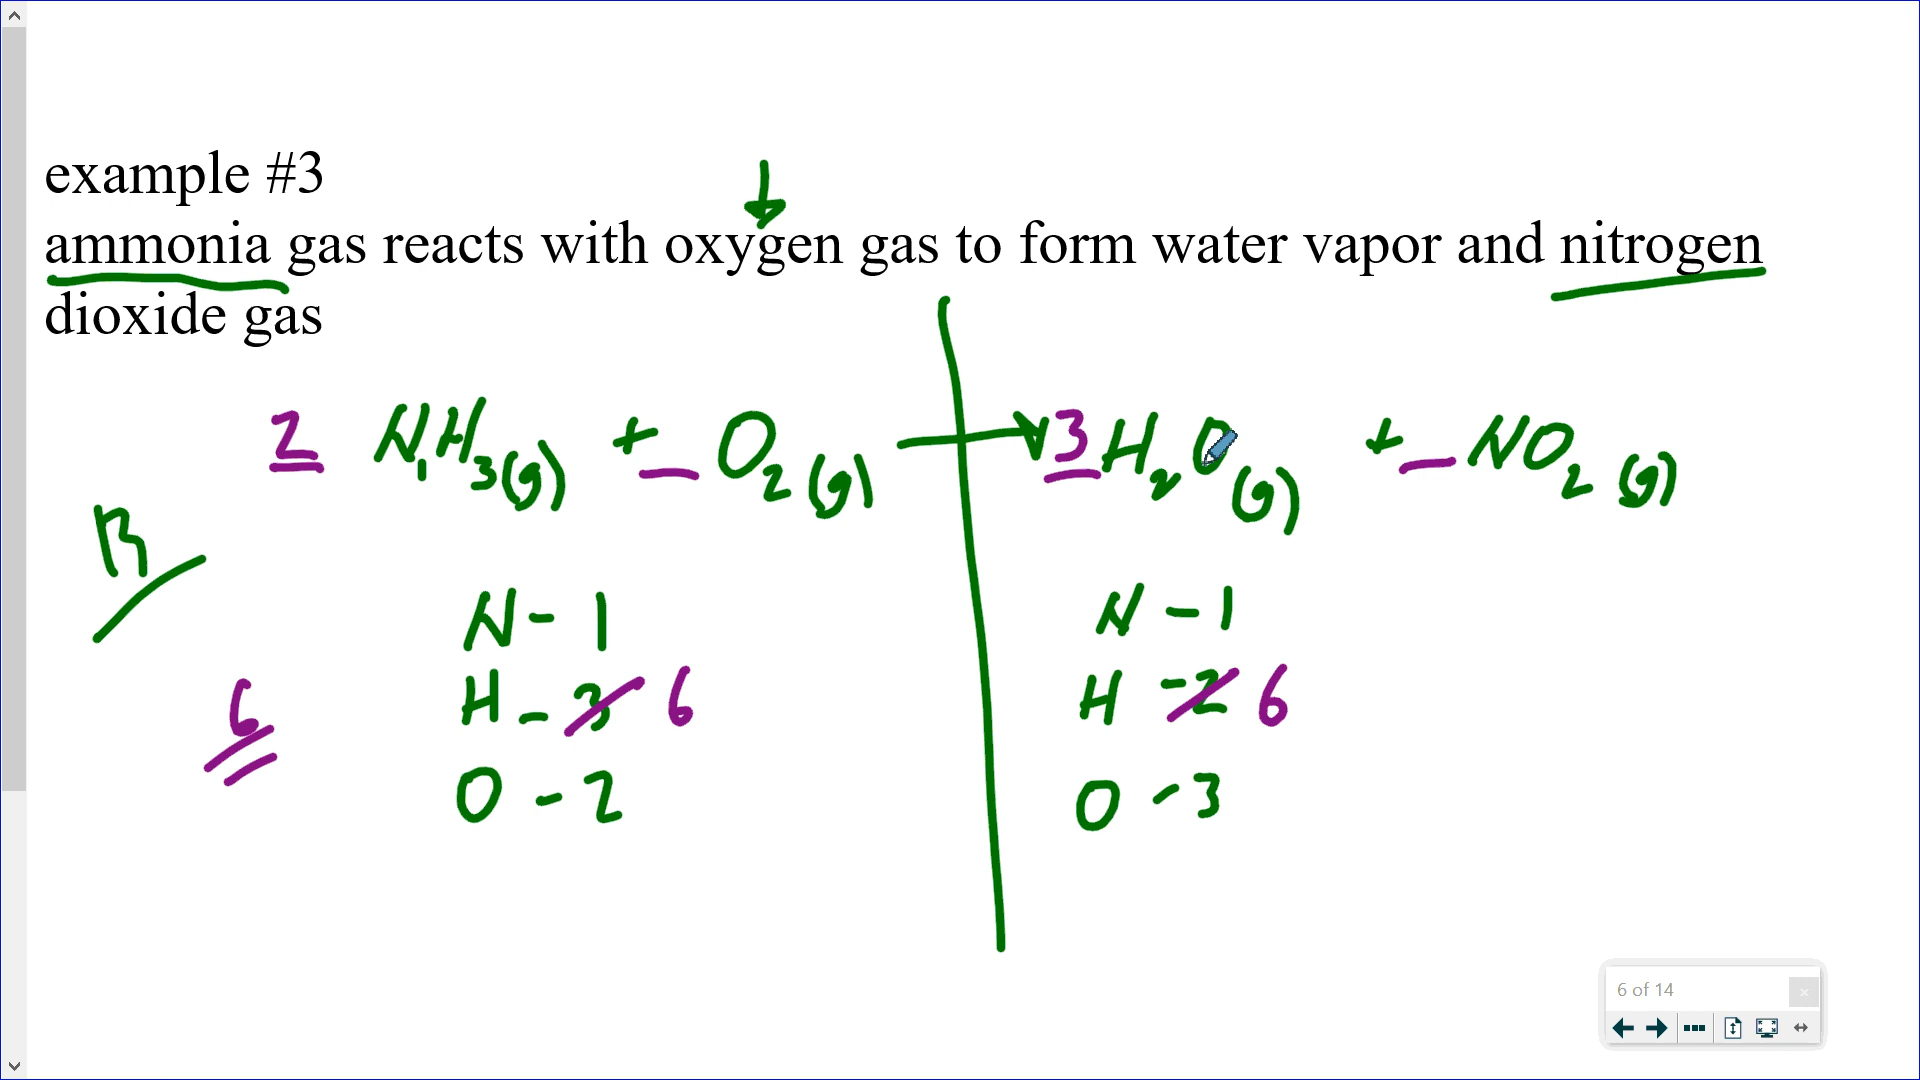 example #3
ammonia gas reacts with oxygen gas to form water vapor and nitrogen
dioxide gas
2 N₁H₃(g) + _ O₂(g) → 3 H₂O(g) + _ NO₂(g)
R
N - 1 N - 1
6 H - 3 6 H - 2 6
O - 2 O - 3
6 of 14